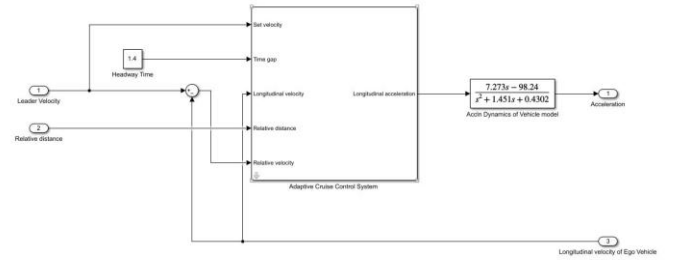 Set velocity
1.4
Time gap
Headway Time
1
Leader Velocity
Longitudinal velocity
Longitudinal acceleration
7.273s − 98.24
s² + 1.451s + 0.4302
1
Acceleration
Accln Dynamics of Vehicle model
2
Relative distance
Relative distance
Relative velocity
Adaptive Cruise Control System
3
Longitudinal velocity of Ego Vehicle